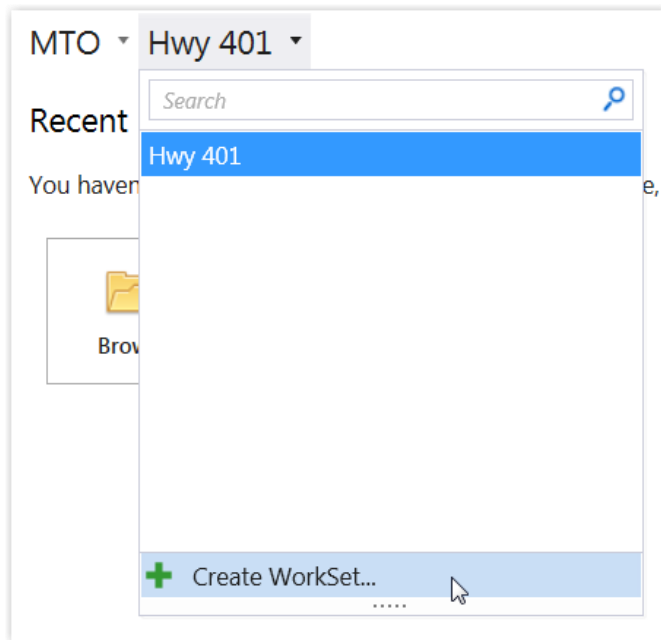 MTO Hwy 401
Search
Recent
Hwy 401
You haven e,
Brow
Create WorkSet...